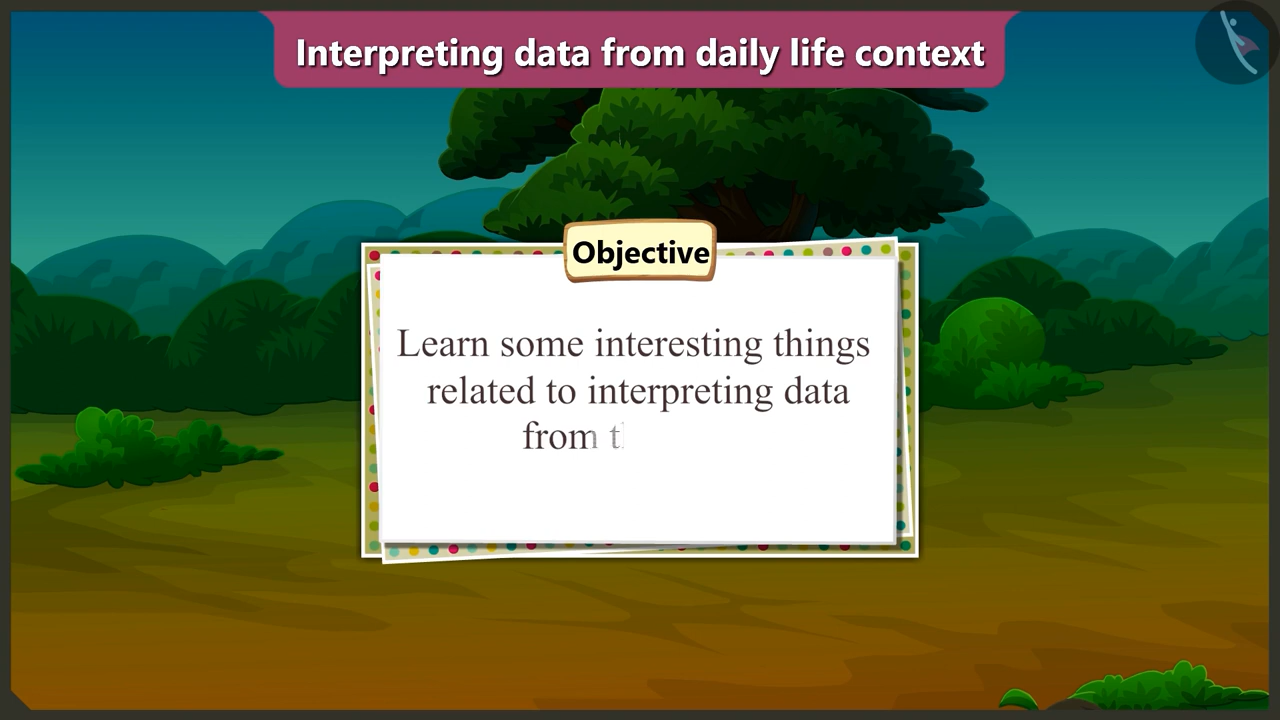 Interpreting data from daily life context
Objective
Learn some interesting things
related to interpreting data
from